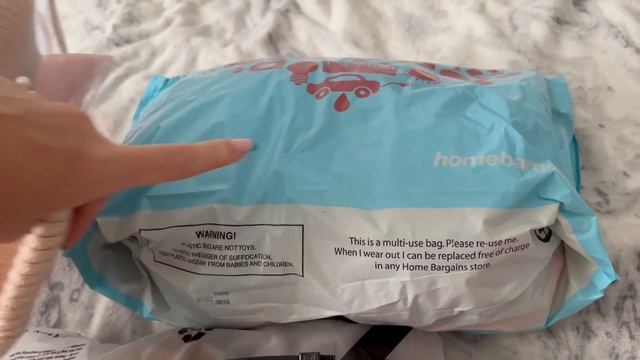 homebarg
WARNING!
PLASTIC BAGS ARE NOT TOYS.
TO AVOID THE DANGER OF SUFFOCATION,
KEEP PLASTIC BAGS AWAY FROM BABIES AND CHILDREN.
This is a multi-use bag. Please re-use me.
When I wear out I can be replaced free of charge
in any Home Bargains store